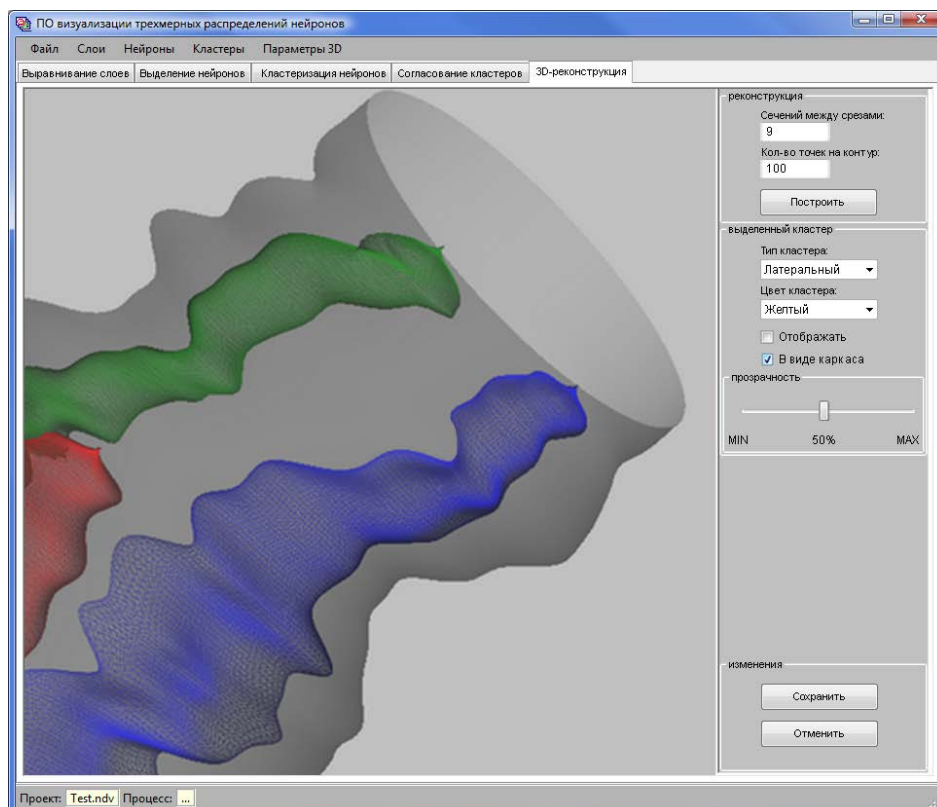 ПО визуализации трехмерных распределений нейронов
Файл Слои Нейроны Кластеры Параметры 3D
Выравнивание слоев Выделение нейронов Кластеризация нейронов Согласование кластеров 3D-реконструкция
реконструкция
Сечений между срезами:
9
Кол-во точек на контур:
100
Построить
выделенный кластер
Тип кластера:
Латеральный
Цвет кластера:
Желтый
Отображать
В виде каркаса
прозрачность
MIN 50% MAX
изменения
Сохранить
Отменить
Проект: Test.ndv Процесс: ...